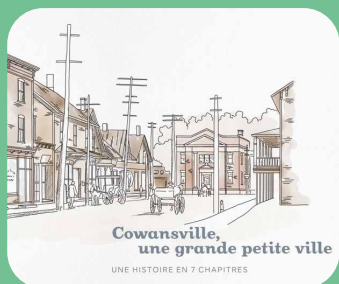 Cowansville,
une grande petite ville
UNE HISTOIRE EN 7 CHAPITRES